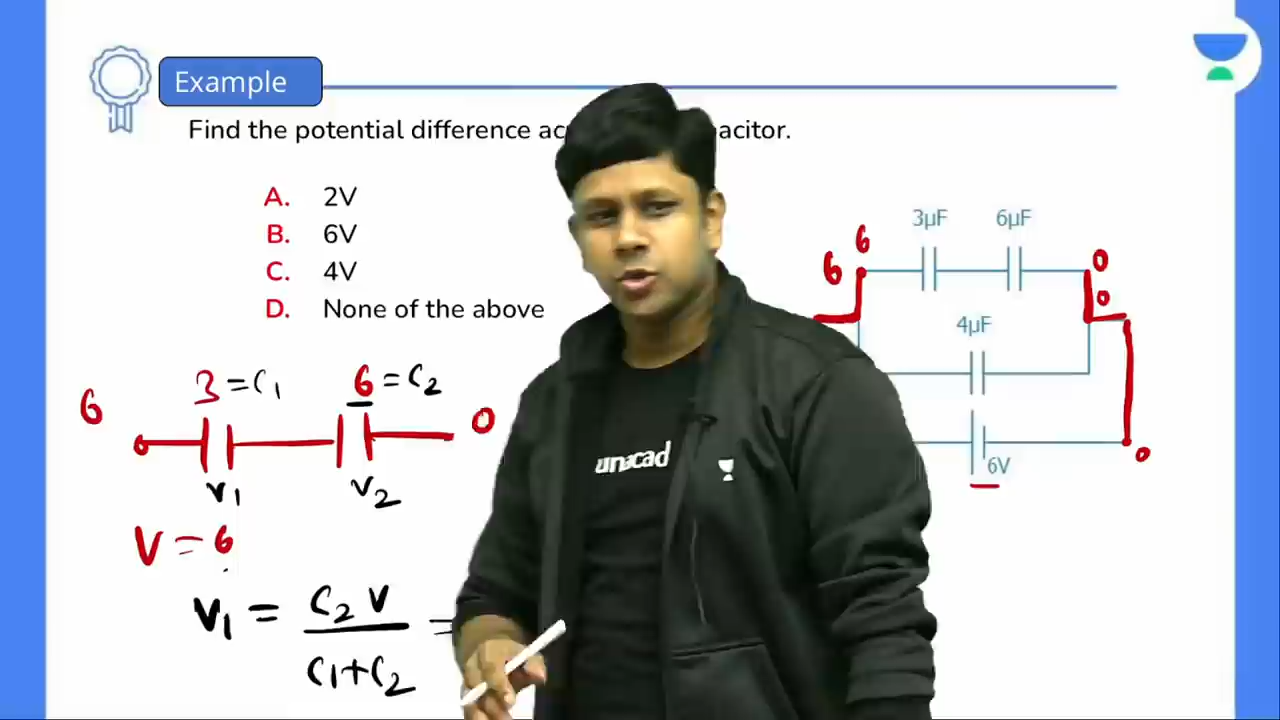 Example
Find the potential difference acitor.
A. 2V
B. 6V
C. 4V
D. None of the above
3μF 6μF
6 6 0
0
4μF
6V
0
3 = C1 6 = C2
6 0
V1 V2
V = 6
V1 = C2 V =
C1+C2
unacad